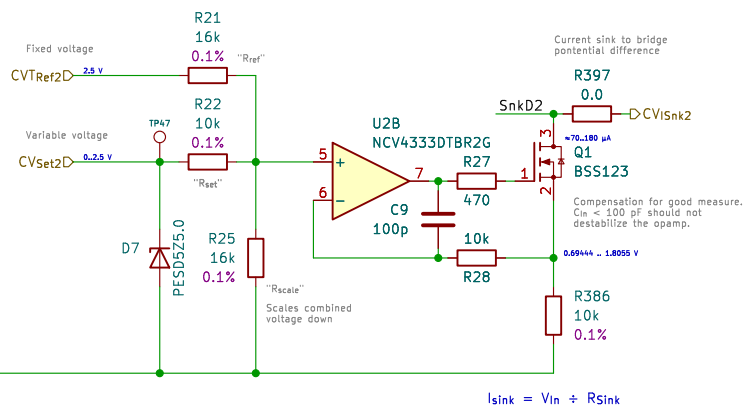 R21
16k
0.1%
Fixed voltage
"Rref"
CVTRef2
2.5 V
R22
10k
0.1%
TP47
Variable voltage
CVSet2
0..2.5 V
"Rset"
D7
PESD5Z5.0
R25
16k
0.1%
"Rscale"
Scales combined
voltage down
U2B
NCV4333DTBR2G
5
+
6
−
7
R27
470
C9
100p
10k
R28
Current sink to bridge
pontential difference
R397
0.0
SnkD2
CVISnk2
≈70..180 µA
3
Q1
1
BSS123
2
Compensation for good measure.
CIn < 100 pF should not
destabilize the opamp.
0.69444 .. 1.8055 V
R386
10k
0.1%
Isink = VIn ÷ RSink